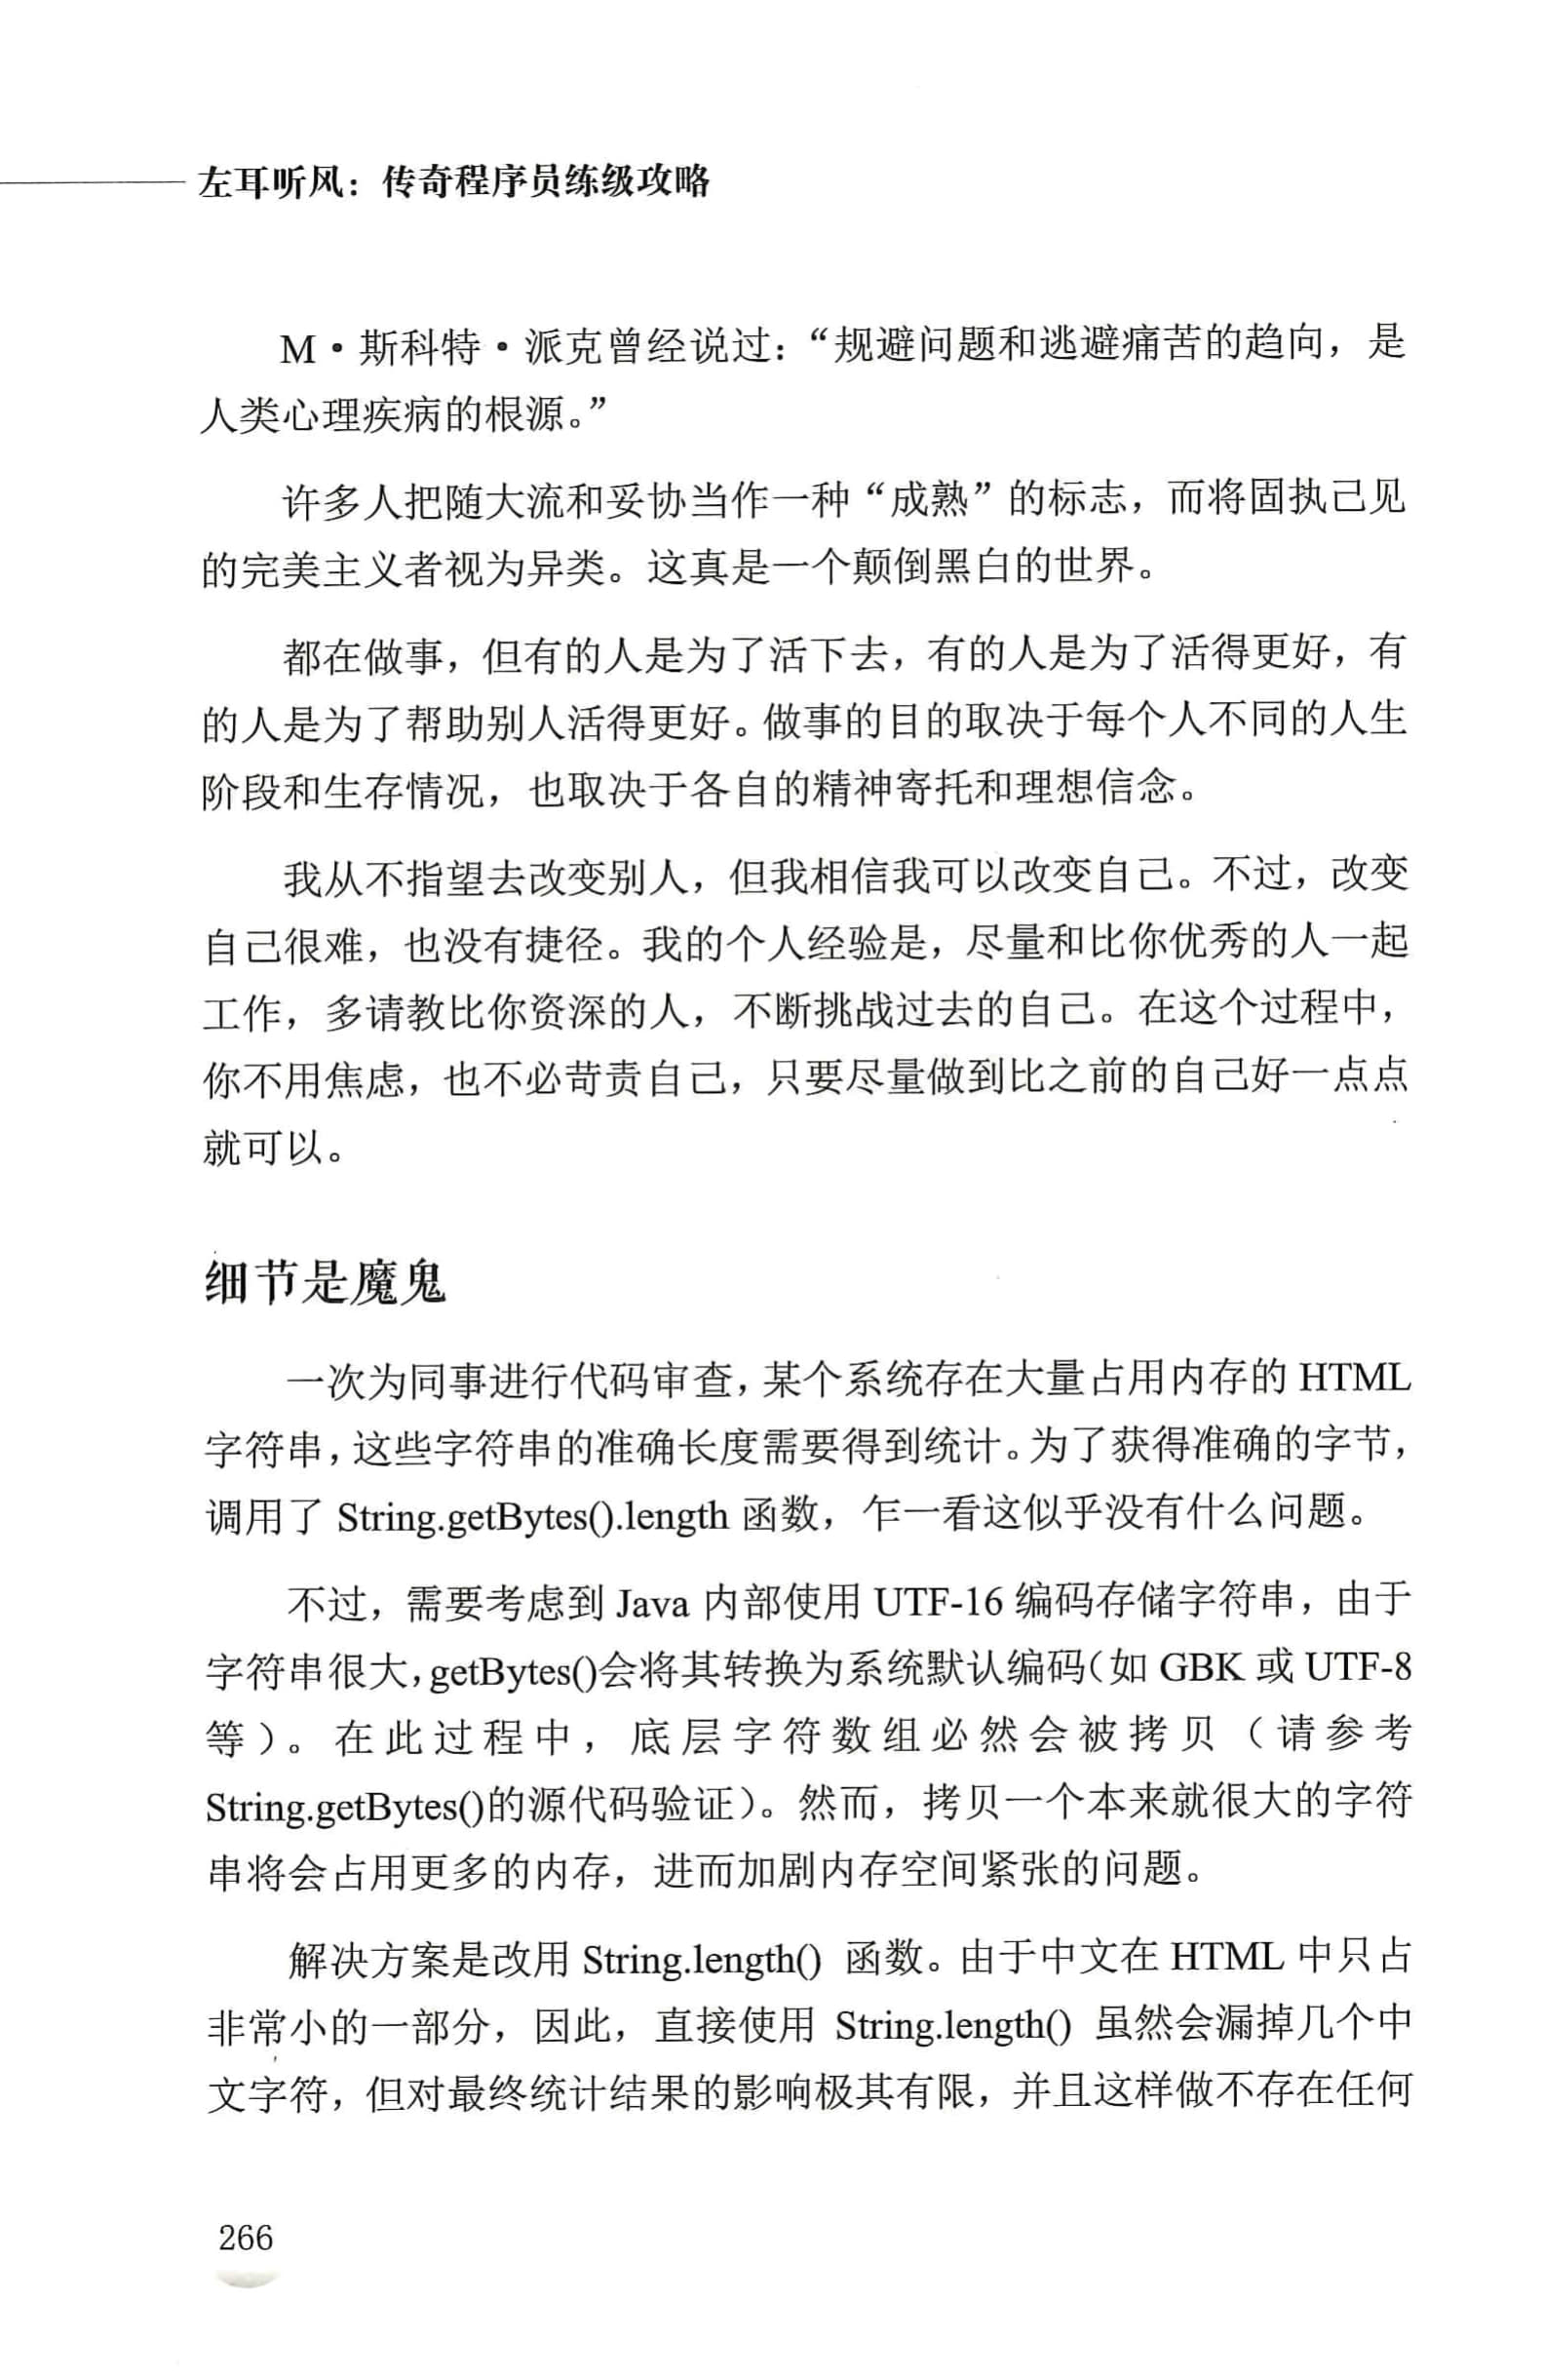 左耳听风：传奇程序员练级攻略
M·斯科特·派克曾经说过：“规避问题和逃避痛苦的趋向，是
人类心理疾病的根源。”
许多人把随大流和妥协当作一种“成熟”的标志，而将固执己见
的完美主义者视为异类。这真是一个颠倒黑白的世界。
都在做事，但有的人是为了活下去，有的人是为了活得更好，有
的人是为了帮助别人活得更好。做事的目的取决于每个人不同的人生
阶段和生存情况，也取决于各自的精神寄托和理想信念。
我从不指望去改变别人，但我相信我可以改变自己。不过，改变
自己很难，也没有捷径。我的个人经验是，尽量和比你优秀的人一起
工作，多请教比你资深的人，不断挑战过去的自己。在这个过程中，
你不用焦虑，也不必苛责自己，只要尽量做到比之前的自己好一点点
就可以。
细节是魔鬼
一次为同事进行代码审查，某个系统存在大量占用内存的 HTML
字符串，这些字符串的准确长度需要得到统计。为了获得准确的字节，
调用了 String.getBytes().length 函数，乍一看这似乎没有什么问题。
不过，需要考虑到 Java 内部使用 UTF-16 编码存储字符串，由于
字符串很大，getBytes()会将其转换为系统默认编码（如 GBK 或 UTF-8
等）。在此过程中，底层字符数组必然会被拷贝（请参考
String.getBytes()的源代码验证）。然而，拷贝一个本来就很大的字符
串将会占用更多的内存，进而加剧内存空间紧张的问题。
解决方案是改用 String.length() 函数。由于中文在 HTML 中只占
非常小的一部分，因此，直接使用 String.length() 虽然会漏掉几个中
文字符，但对最终统计结果的影响极其有限，并且这样做不存在任何
266